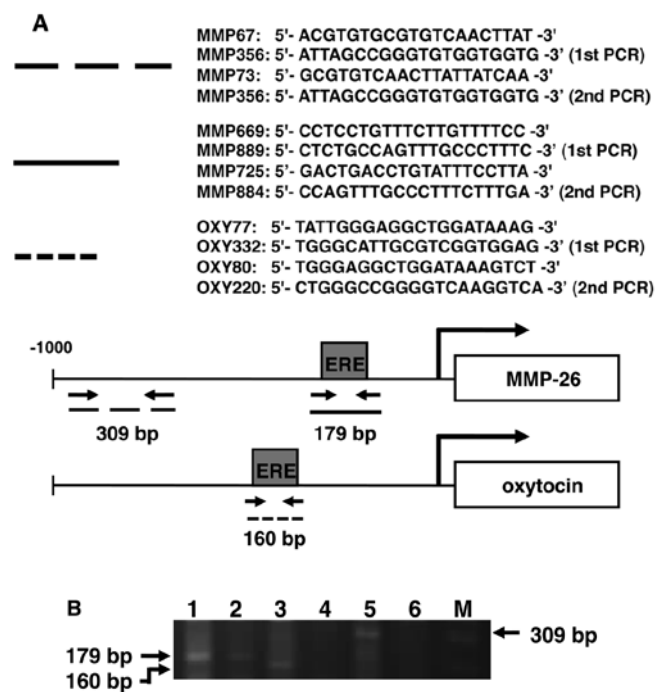 A
MMP67: 5'- ACGTGTGCGTGTCAACTTAT -3'
MMP356: 5'- ATTAGCCGGGTGTGGTGGTG -3' (1st PCR)
MMP73: 5'- GCGTGTCAACTTATTATCAA -3'
MMP356: 5'- ATTAGCCGGGTGTGGTGGTG -3' (2nd PCR)
MMP669: 5'- CCTCCTGTTTCTTGTTTTCC -3'
MMP889: 5'- CTCTGCCAGTTTGCCCTTTC -3' (1st PCR)
MMP725: 5'- GACTGACCTGTATTTCCTTA -3'
MMP884: 5'- CCAGTTTGCCCTTTCTTTGA -3' (2nd PCR)
OXY77: 5'- TATTGGGAGGCTGGATAAAG -3'
OXY332: 5'- TGGGCATTGCGTCGGTGGAG -3' (1st PCR)
OXY80: 5'- TGGGAGGCTGGATAAAGTCT -3'
OXY220: 5'- CTGGGCCGGGGTCAAGGTCA -3' (2nd PCR)
-1000
ERE
MMP-26
309 bp
179 bp
ERE
oxytocin
160 bp
B
1 2 3 4 5 6 M
309 bp
179 bp
160 bp